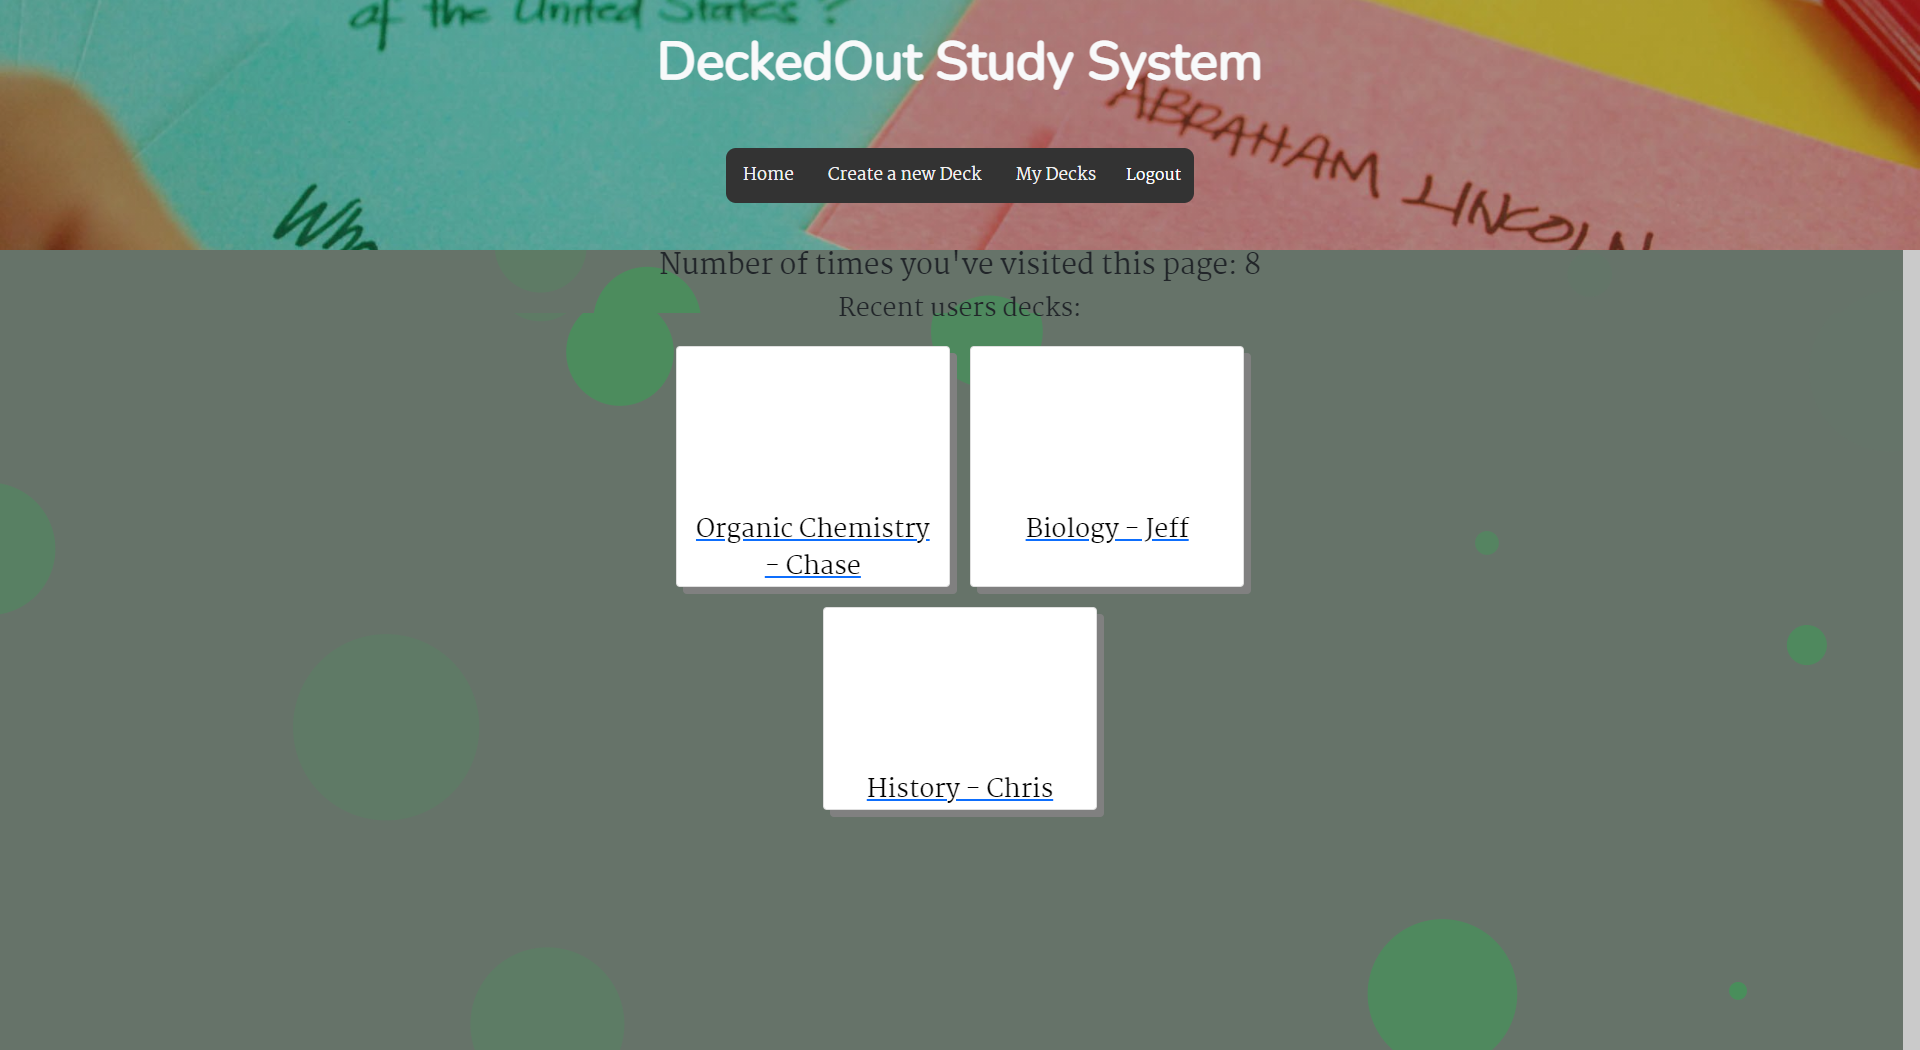 of the United States?
DeckedOut Study System
ABRAHAM LINCOLN
Home Create a new Deck My Decks Logout
Who
Number of times you've visited this page: 8
Recent users decks:
Organic Chemistry
- Chase
Biology - Jeff
History - Chris